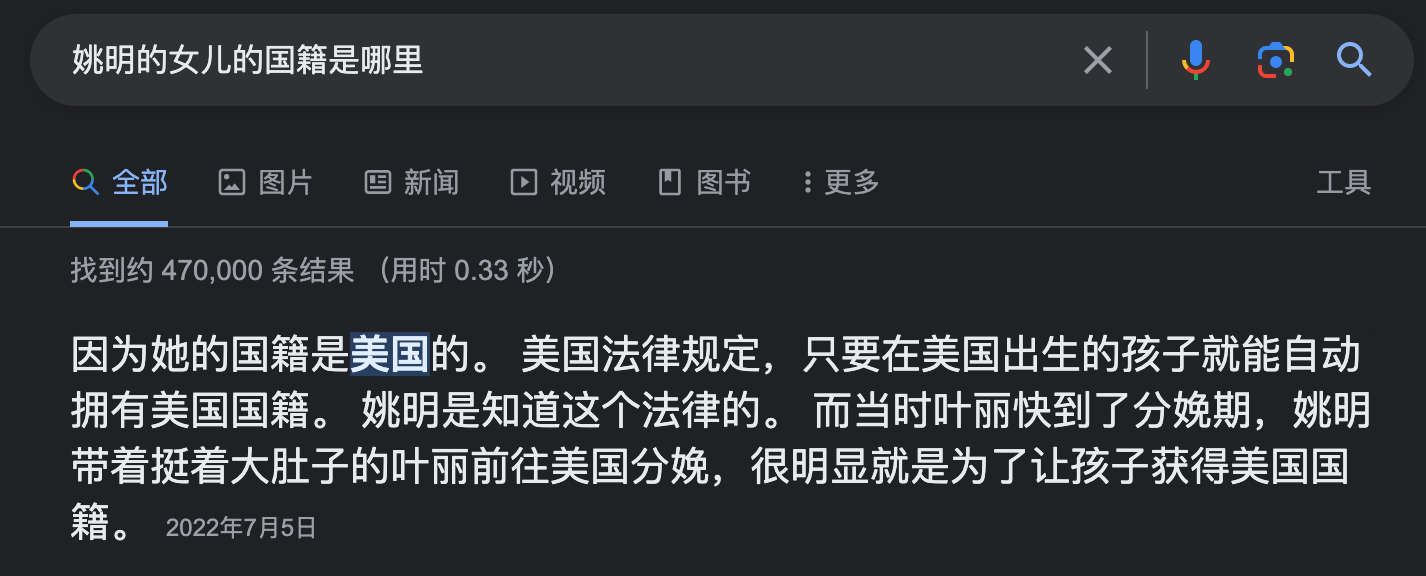 姚明的女儿的国籍是哪里
全部 图片 新闻 视频 图书 更多 工具
找到约 470,000 条结果 （用时 0.33 秒）
因为她的国籍是美国的。 美国法律规定，只要在美国出生的孩子就能自动
拥有美国国籍。 姚明是知道这个法律的。 而当时叶丽快到了分娩期，姚明
带着挺着大肚子的叶丽前往美国分娩，很明显就是为了让孩子获得美国国
籍。 2022年7月5日